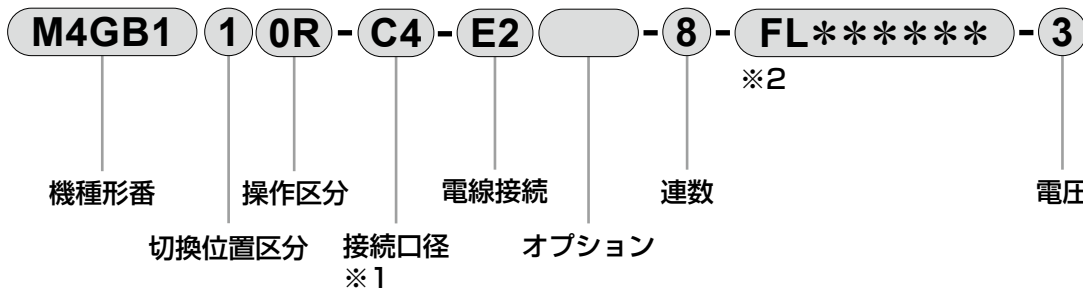 M4GB1 1 0R - C4 - E2 - 8 - FL****** - 3
※2
機種形番 操作区分 電線接続 連数 電圧
切換位置区分 接続口径 オプション
※1